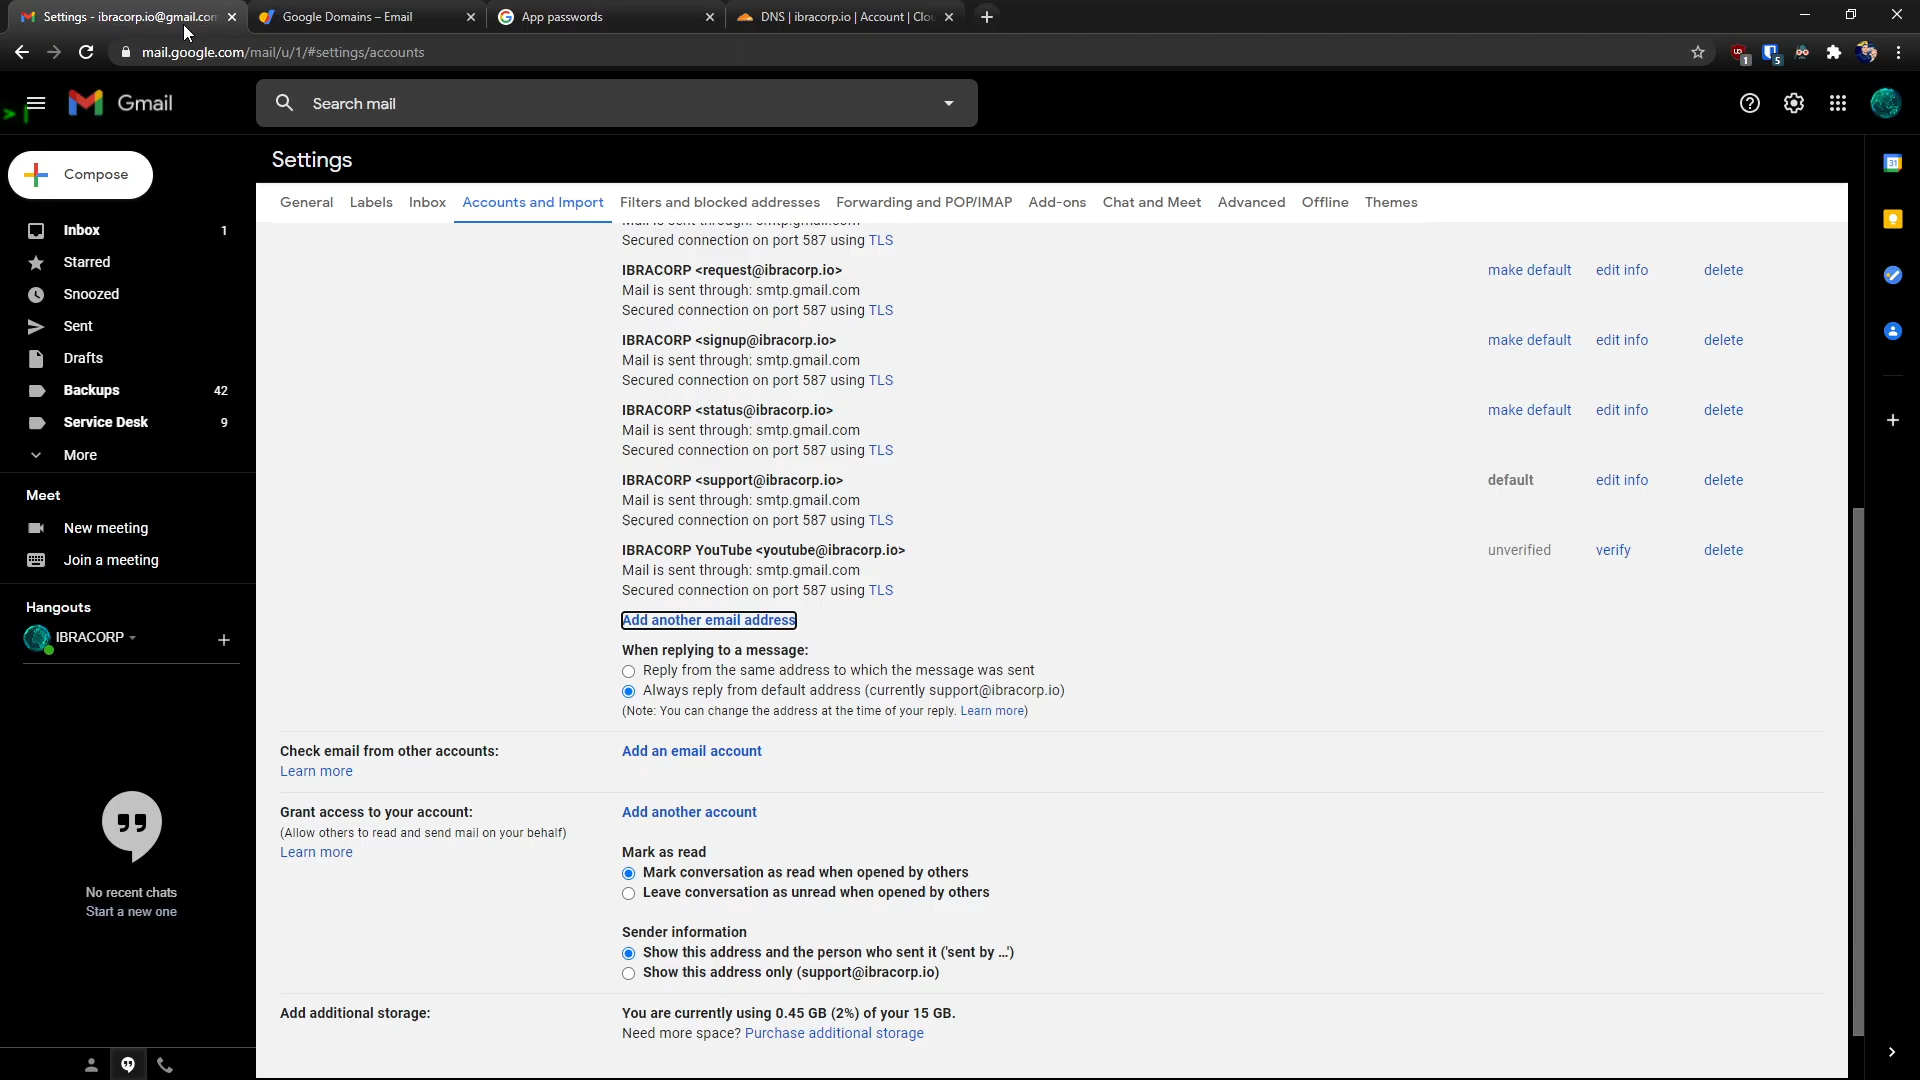 Settings - ibracorp.io@gmail.com
Google Domains – Email
App passwords
DNS | ibracorp.io | Account | Clou
mail.google.com/mail/u/1/#settings/accounts
1
5
Gmail
Search mail
31
Compose
Settings
General
Labels
Inbox
Accounts and Import
Filters and blocked addresses
Forwarding and POP/IMAP
Add-ons
Chat and Meet
Advanced
Offline
Themes
Inbox 1
Starred
Snoozed
Sent
Drafts
Backups 42
Service Desk 9
More
Meet
New meeting
Join a meeting
Hangouts
IBRACORP
No recent chats
Start a new one
Mail is sent through: smtp.gmail.com
Secured connection on port 587 using TLS
IBRACORP <request@ibracorp.io> make default edit info delete
Mail is sent through: smtp.gmail.com
Secured connection on port 587 using TLS
IBRACORP <signup@ibracorp.io> make default edit info delete
Mail is sent through: smtp.gmail.com
Secured connection on port 587 using TLS
IBRACORP <status@ibracorp.io> make default edit info delete
Mail is sent through: smtp.gmail.com
Secured connection on port 587 using TLS
IBRACORP <support@ibracorp.io> default edit info delete
Mail is sent through: smtp.gmail.com
Secured connection on port 587 using TLS
IBRACORP YouTube <youtube@ibracorp.io> unverified verify delete
Mail is sent through: smtp.gmail.com
Secured connection on port 587 using TLS
Add another email address
When replying to a message:
Reply from the same address to which the message was sent
Always reply from default address (currently support@ibracorp.io)
(Note: You can change the address at the time of your reply. Learn more)
Check email from other accounts: Add an email account
Learn more
Grant access to your account: Add another account
(Allow others to read and send mail on your behalf)
Learn more
Mark as read
Mark conversation as read when opened by others
Leave conversation as unread when opened by others
Sender information
Show this address and the person who sent it ('sent by ...')
Show this address only (support@ibracorp.io)
Add additional storage: You are currently using 0.45 GB (2%) of your 15 GB.
Need more space? Purchase additional storage